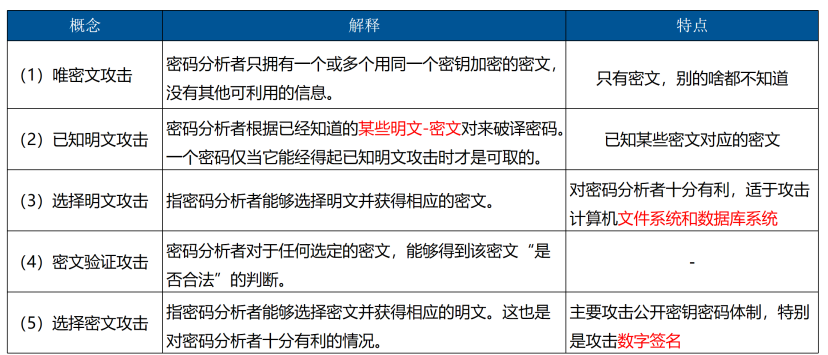 概念 解释 特点
（1）唯密文攻击
密码分析者只拥有一个或多个用同一个密钥加密的密文，
没有其他可利用的信息。
只有密文，别的啥都不知道
（2）已知明文攻击
密码分析者根据已经知道的某些明文-密文对来破译密码。
一个密码仅当它能经得起已知明文攻击时才是可取的。
已知某些密文对应的密文
（3）选择明文攻击
指密码分析者能够选择明文并获得相应的密文。
对密码分析者十分有利，适于攻击
计算机文件系统和数据库系统
（4）密文验证攻击
密码分析者对于任何选定的密文，能够得到该密文“是
否合法”的判断。
-
（5）选择密文攻击
指密码分析者能够选择密文并获得相应的明文。这也是
对密码分析者十分有利的情况。
主要攻击公开密钥密码体制，特别
是攻击数字签名